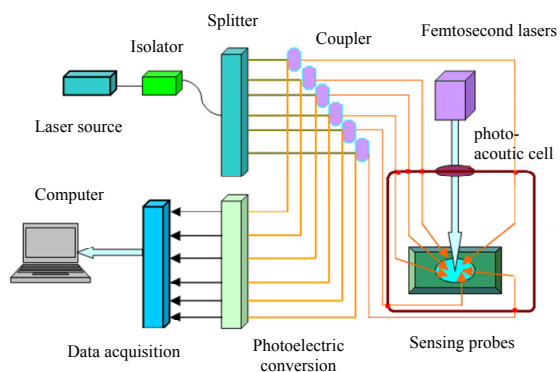 Splitter
Femtosecond lasers
Isolator
Coupler
Laser source
photo-
acoutic cell
Computer
Data acquisition
Photoelectric
conversion
Sensing probes